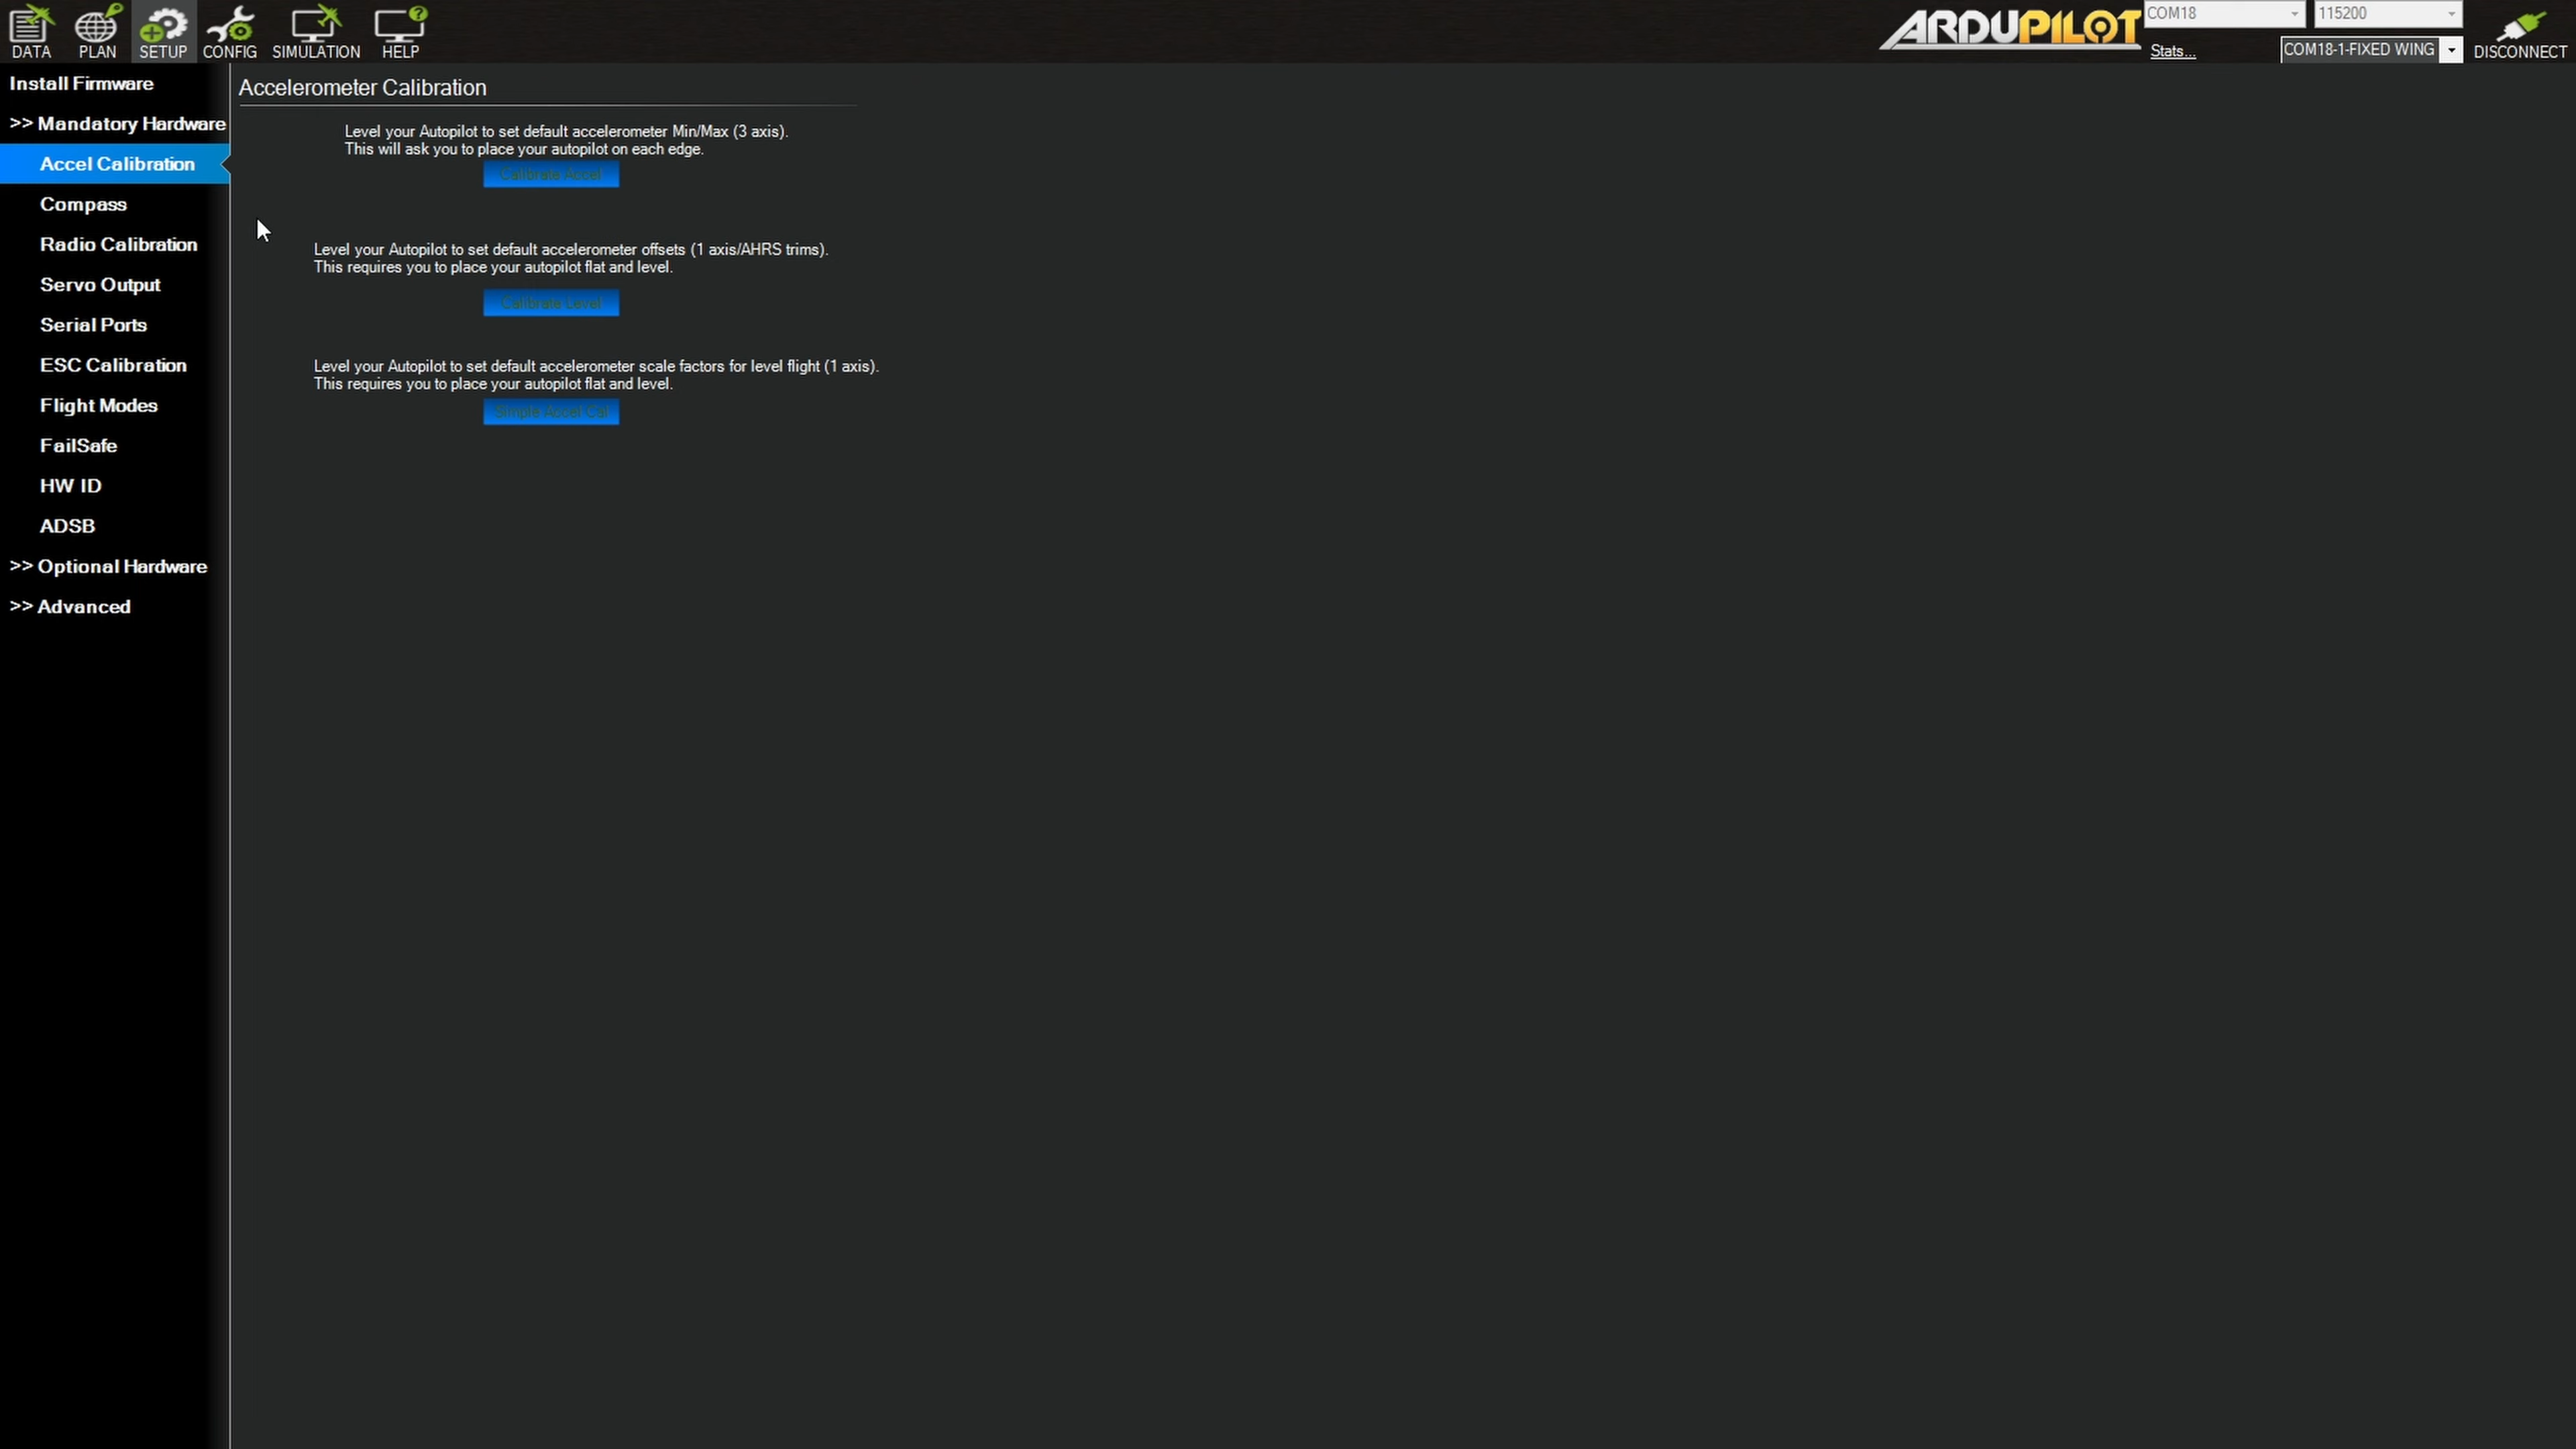 DATA
PLAN
SETUP
CONFIG
SIMULATION
HELP
ARDUPILOT
COM18
115200
Stats...
COM18-1-FIXED WING
DISCONNECT
Install Firmware
>> Mandatory Hardware
Accel Calibration
Compass
Radio Calibration
Servo Output
Serial Ports
ESC Calibration
Flight Modes
FailSafe
HW ID
ADSB
>> Optional Hardware
>> Advanced
Accelerometer Calibration
Level your Autopilot to set default accelerometer Min/Max (3 axis).
This will ask you to place your autopilot on each edge.
Calibrate Accel
Level your Autopilot to set default accelerometer offsets (1 axis/AHRS trims).
This requires you to place your autopilot flat and level.
Calibrate Level
Level your Autopilot to set default accelerometer scale factors for level flight (1 axis).
This requires you to place your autopilot flat and level.
Simple Accel Cal